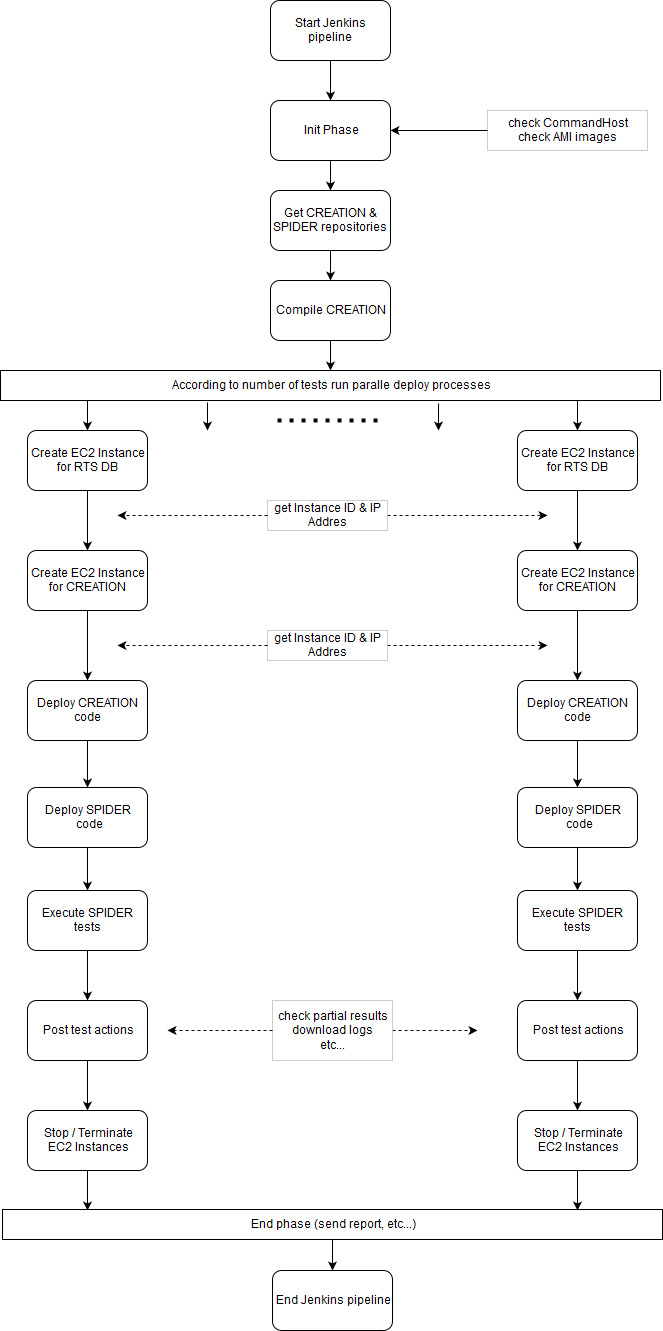 Start Jenkins
pipeline
Init Phase
check CommandHost
check AMI images
Get CREATION &
SPIDER repositories
Compile CREATION
According to number of tests run paralle deploy processes
Create EC2 Instance
for RTS DB
Create EC2 Instance
for RTS DB
get Instance ID & IP
Addres
Create EC2 Instance
for CREATION
Create EC2 Instance
for CREATION
get Instance ID & IP
Addres
Deploy CREATION
code
Deploy CREATION
code
Deploy SPIDER
code
Deploy SPIDER
code
Execute SPIDER
tests
Execute SPIDER
tests
Post test actions
check partial results
download logs
etc...
Post test actions
Stop / Terminate
EC2 Instances
Stop / Terminate
EC2 Instances
End phase (send report, etc...)
End Jenkins pipeline